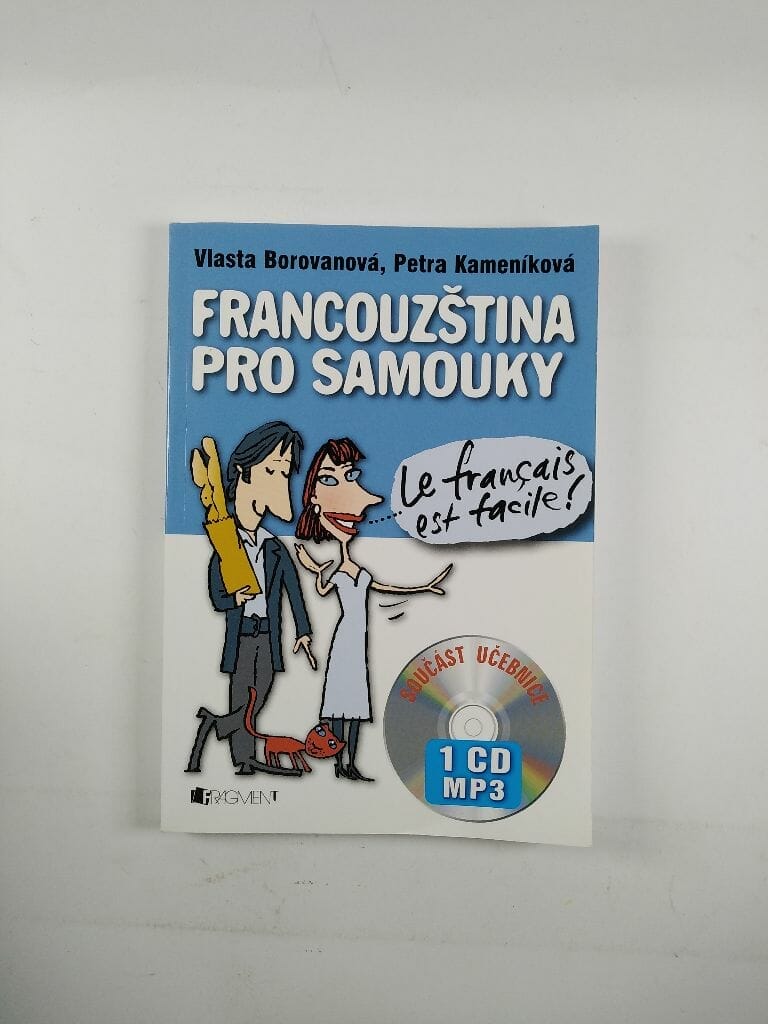 Vlasta Borovanová, Petra Kameníková
FRANCOUZŠTINA
PRO SAMOUKY
Le français
est facile!
SOUČÁST UČEBNICE
1 CD
MP3
FRAGMENT